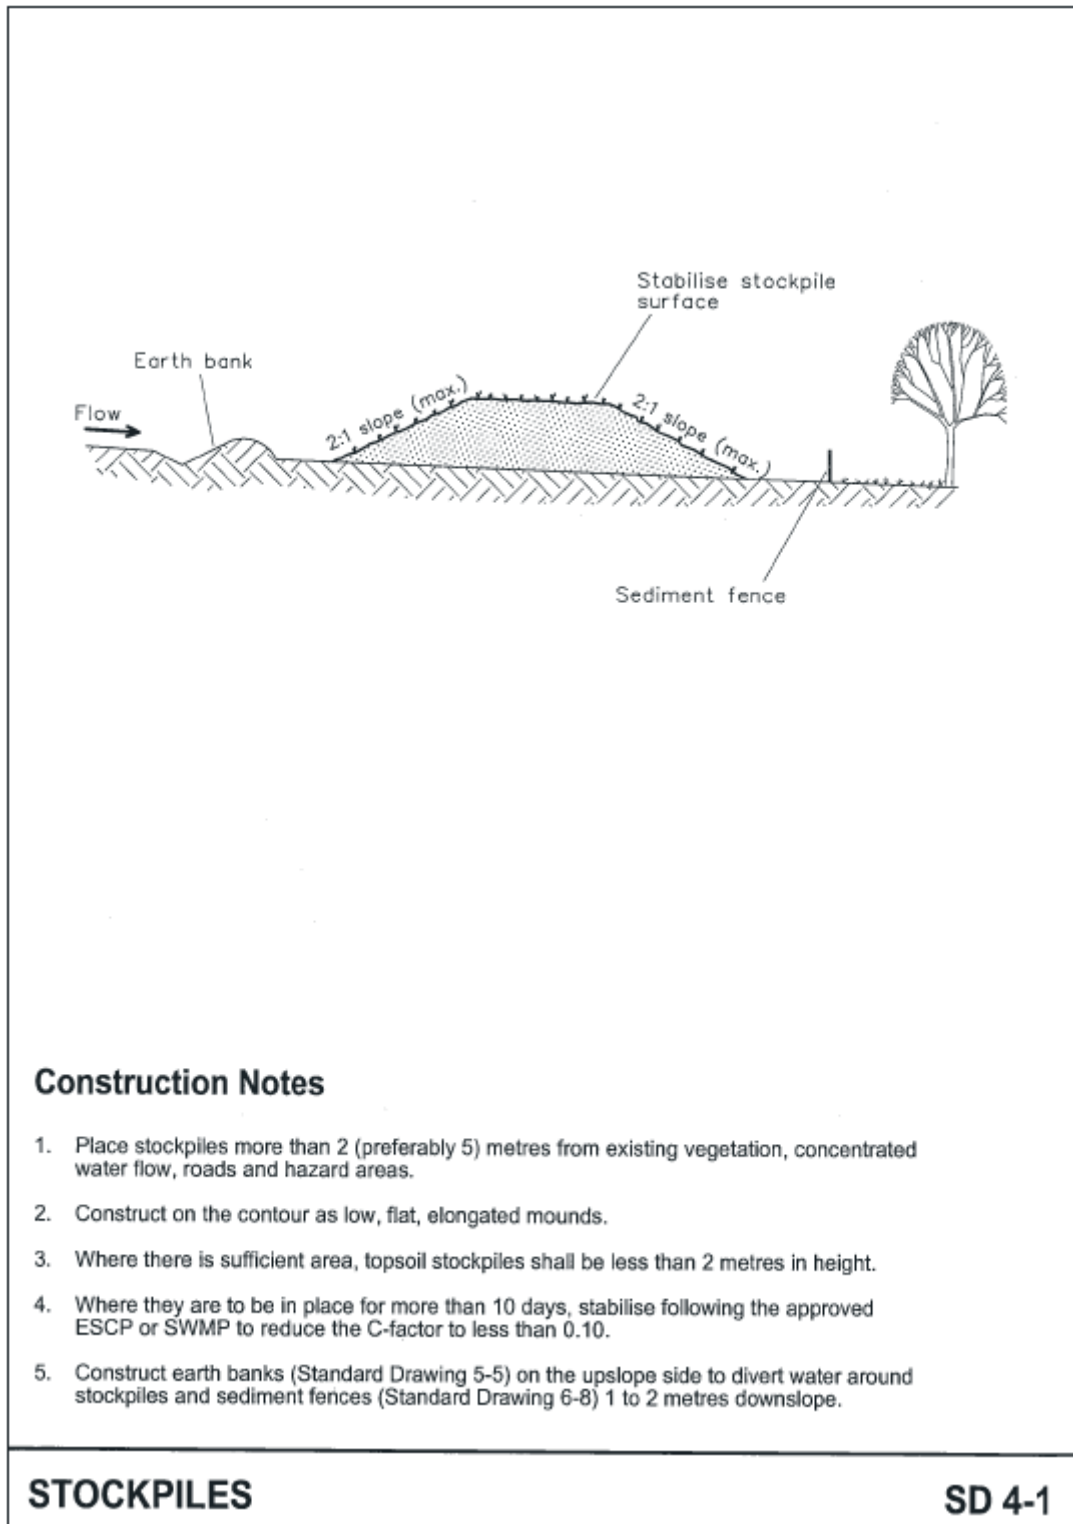 Stabilise stockpile
surface
Earth bank
Flow
2:1 slope (max.)
2:1 slope (max.)
Sediment fence
Construction Notes
1. Place stockpiles more than 2 (preferably 5) metres from existing vegetation, concentrated
water flow, roads and hazard areas.
2. Construct on the contour as low, flat, elongated mounds.
3. Where there is sufficient area, topsoil stockpiles shall be less than 2 metres in height.
4. Where they are to be in place for more than 10 days, stabilise following the approved
ESCP or SWMP to reduce the C-factor to less than 0.10.
5. Construct earth banks (Standard Drawing 5-5) on the upslope side to divert water around
stockpiles and sediment fences (Standard Drawing 6-8) 1 to 2 metres downslope.
STOCKPILES
SD 4-1